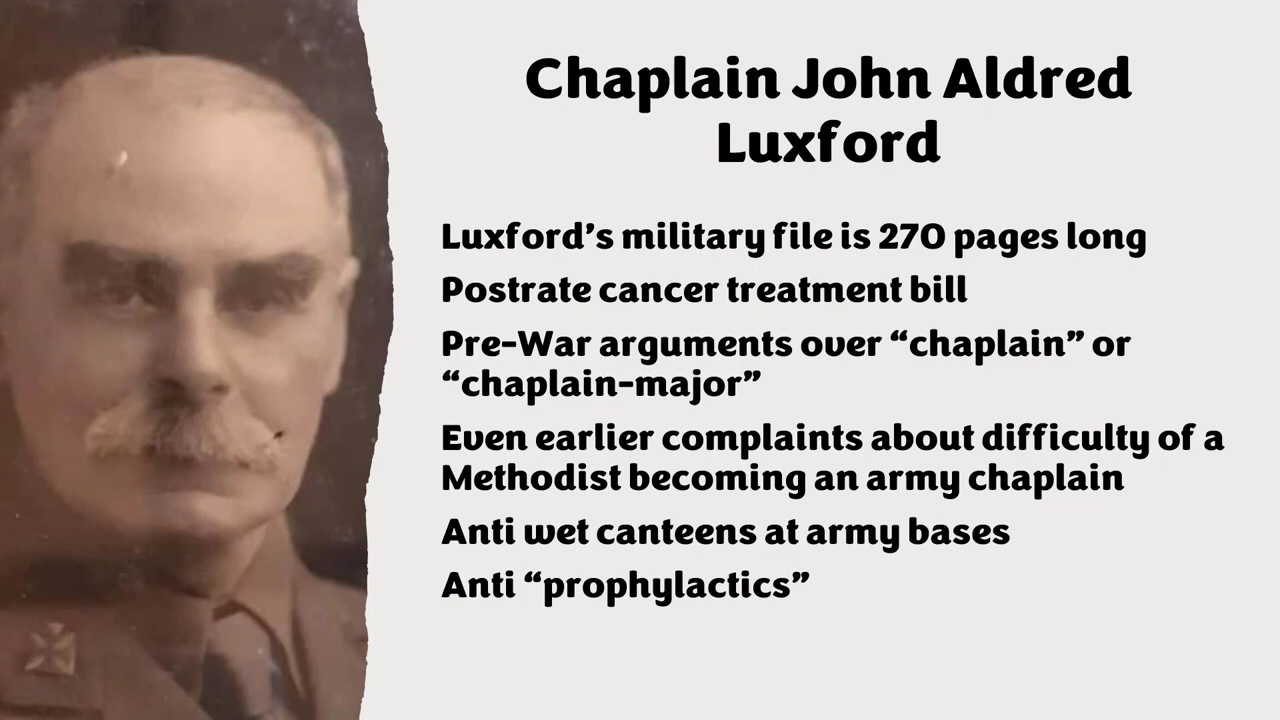 Chaplain John Aldred
Luxford
Luxford’s military file is 270 pages long
Postrate cancer treatment bill
Pre-War arguments over “chaplain” or
“chaplain-major”
Even earlier complaints about difficulty of a
Methodist becoming an army chaplain
Anti wet canteens at army bases
Anti “prophylactics”